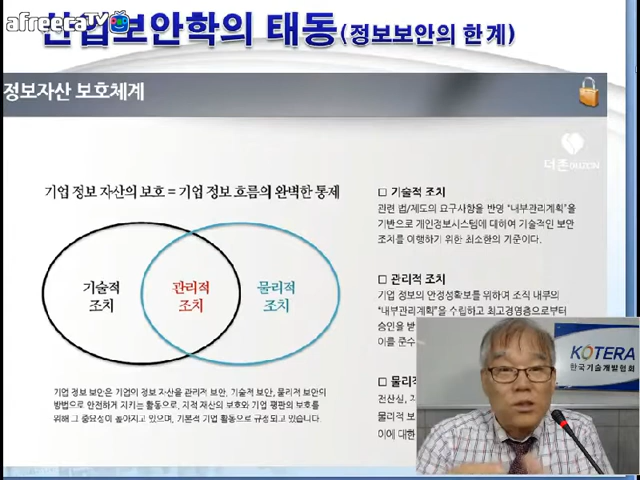 afreecaTV
산업보안학의 태동(정보보안의 한계)
정보자산 보호체계
더존 DUZON
기업 정보 자산의 보호 = 기업 정보 흐름의 완벽한 통제
기술적
조치
관리적
조치
물리적
조치
기업 정보 보안은 기업이 정보 자산을 관리적 보안, 기술적 보안, 물리적 보안의
방법으로 안전하게 지키는 활동으로, 지적 재산의 보호와 기업 평판의 보호를
위해 그 중요성이 높아지고 있으며, 기본적 기업 활동으로 규정되고 있습니다.
□ 기술적 조치
관련 법/제도의 요구사항을 반영 “내부관리계획”을
기반으로 개인정보시스템에 대하여 기술적인 보안
조치를 이행하기 위한 최소한의 기준이다.
□ 관리적 조치
기업 정보의 안정성확보를 위하여 조직 내부의
“내부관리계획”을 수립하고 최고경영층으로부터
승인을 받
이를 준수
□ 물리적
전산실, 자
물리적 보
이에 대한
KOTERA
한국기술개발협회